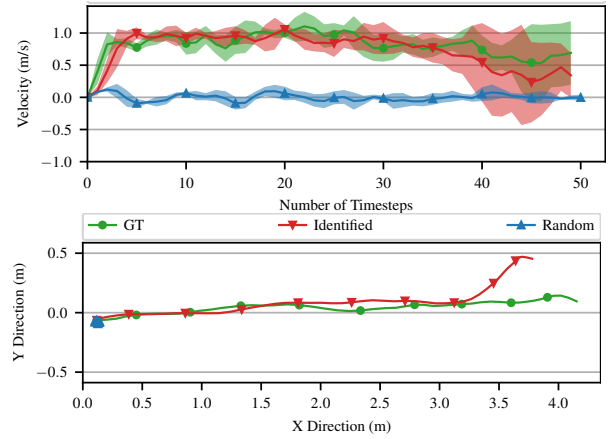 1.0
0.5
0.0
−0.5
−1.0
Velocity (m/s)
0 10 20 30 40 50
Number of Timesteps
GT Identified Random
0.5
0.0
−0.5
Y Direction (m)
0.0 0.5 1.0 1.5 2.0 2.5 3.0 3.5 4.0
X Direction (m)